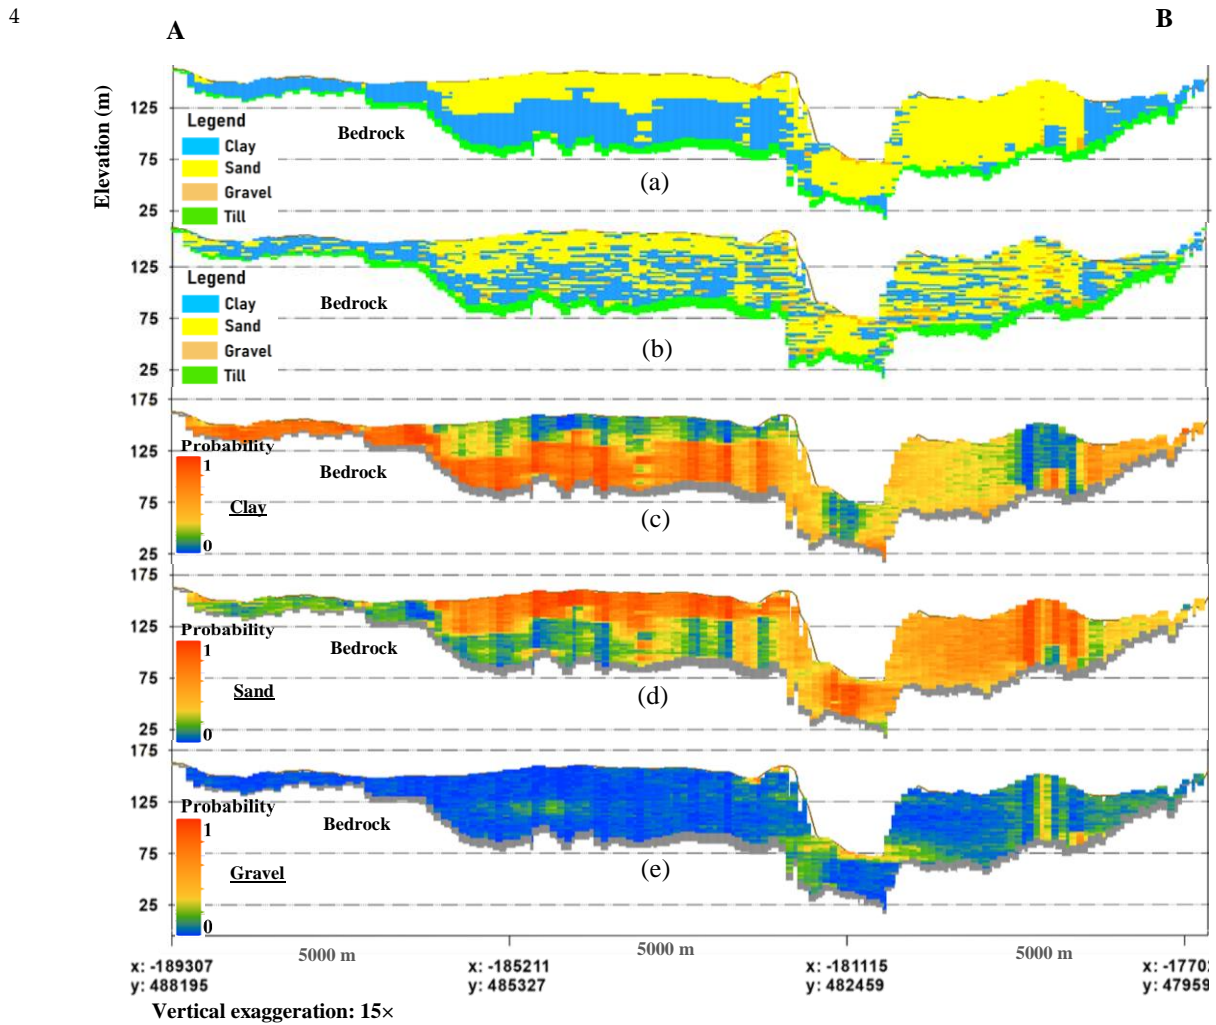 4
A B
Elevation (m)
125
Legend
Clay
Bedrock
75
Sand
(a)
Gravel
25
Till
125
Legend
Clay
Bedrock
75
Sand
(b)
Gravel
25
Till
175
Probability
125
1
Bedrock
75
Clay
(c)
0
25
175
125
Probability
1
Bedrock
75
Sand
(d)
0
25
175
125
Probability
1
Bedrock
75
Gravel
(e)
25
0
5000 m 5000 m 5000 m
x: -189307 x: -185211 x: -181115 x: -1770
y: 488195 y: 485327 y: 482459 y: 47959
Vertical exaggeration: 15×